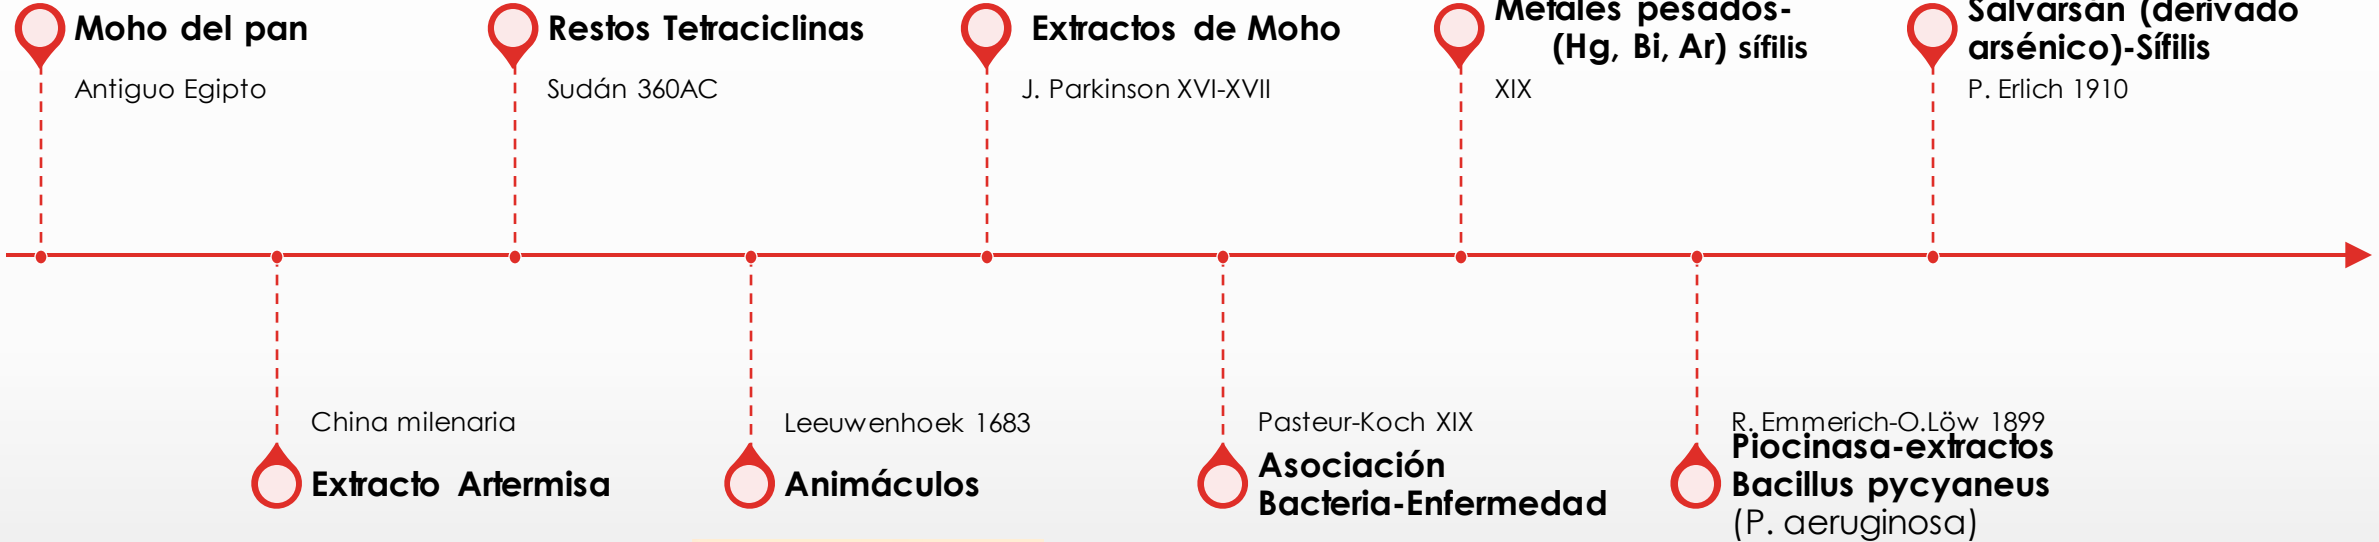 Moho del pan
Antiguo Egipto
Restos Tetraciclinas
Sudán 360AC
Extractos de Moho
J. Parkinson XVI-XVII
Metales pesados-
(Hg, Bi, Ar) sífilis
XIX
Salvarsán (derivado
arsénico)-Sífilis
P. Erlich 1910
China milenaria
Extracto Artermisa
Leeuwenhoek 1683
Animáculos
Pasteur-Koch XIX
Asociación
Bacteria-Enfermedad
R. Emmerich-O.Löw 1899
Piocinasa-extractos
Bacillus pycyaneus
(P. aeruginosa)